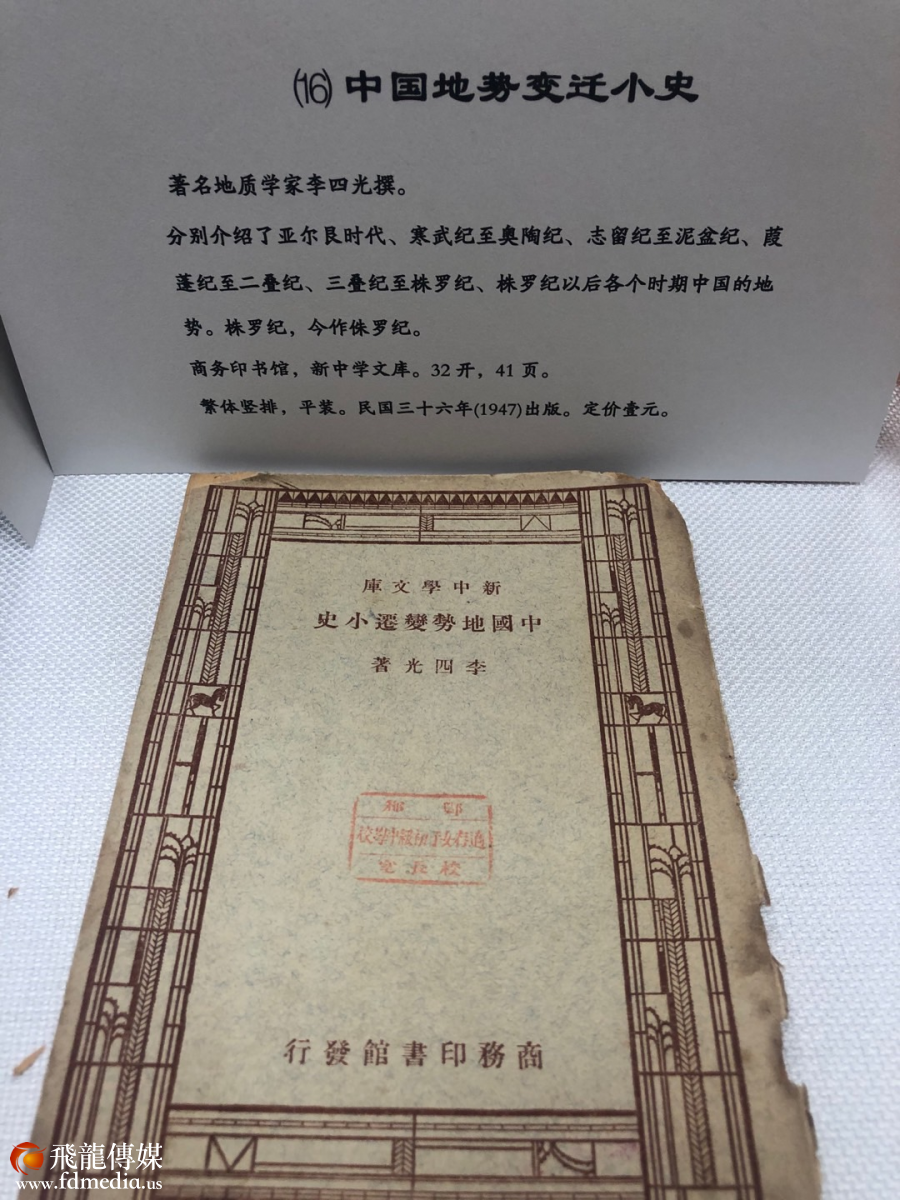 ⒃中国地势变迁小史
著名地质学家李四光撰。
分别介绍了亚尔艮时代、寒武纪至奥陶纪、志留纪至泥盆纪、葭
蓬纪至二叠纪、三叠纪至株罗纪、株罗纪以后各个时期中国的地
势。株罗纪，今作侏罗纪。
商务印书馆，新中学文库。32开，41页。
繁体竖排，平装。民国三十六年(1947)出版。定价壹元。
新中學文庫
中國地勢變遷小史
李四光著
校長室
商務印書館發行
飛龍傳媒
www.fdmedia.us